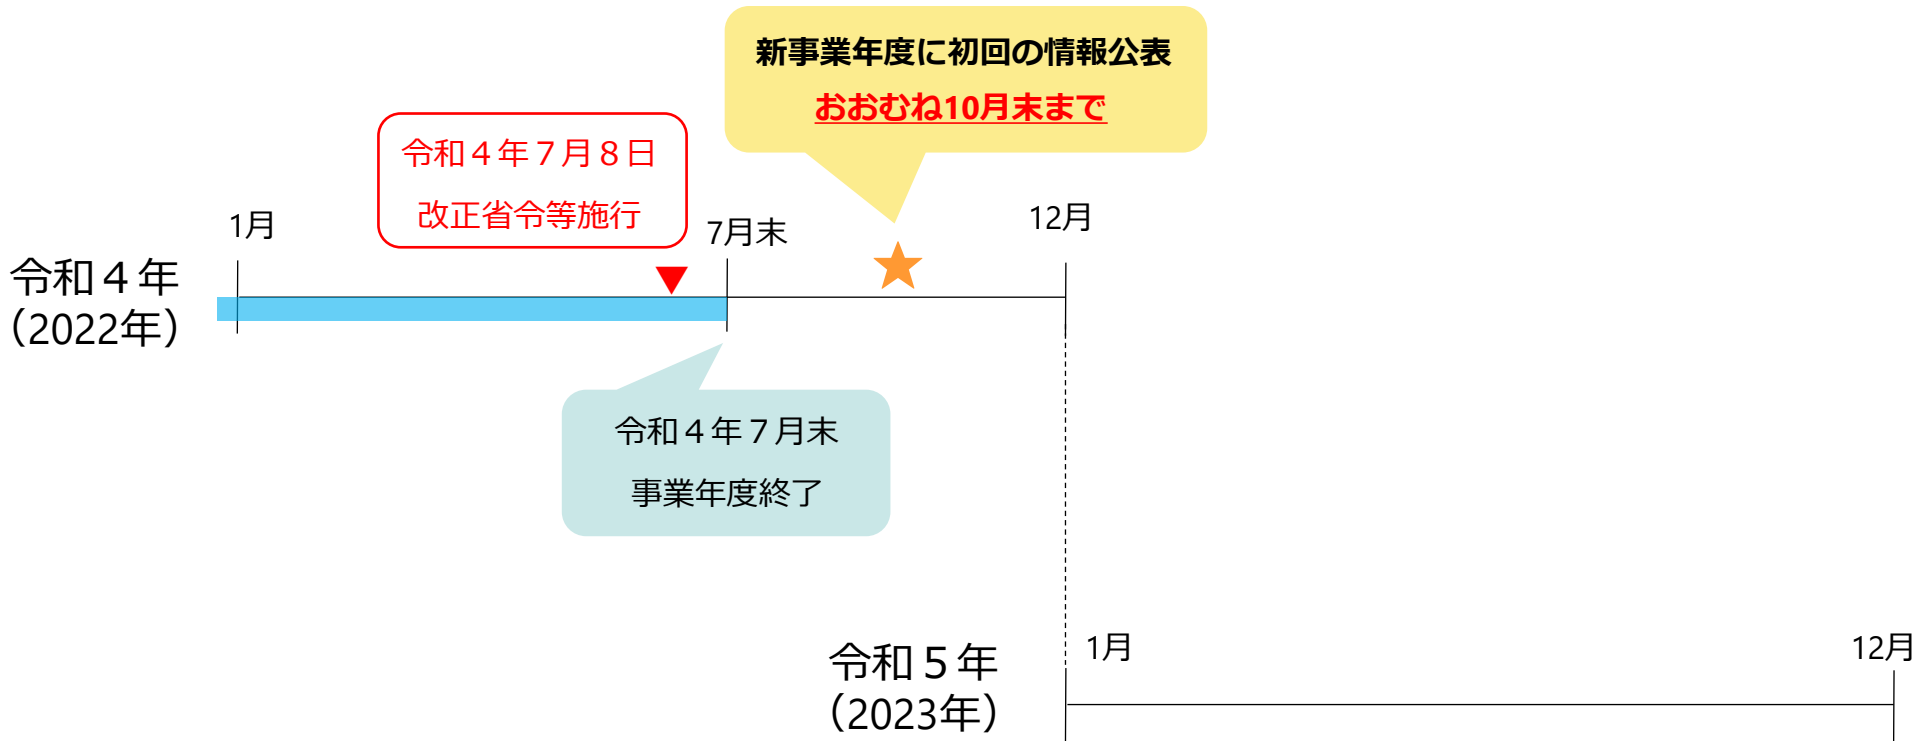 新事業年度に初回の情報公表
おおむね10月末まで
令和４年７月８日
改正省令等施行
1月
7月末
12月
令和４年
（2022年）
令和４年７月末
事業年度終了
令和５年
（2023年）
1月
12月